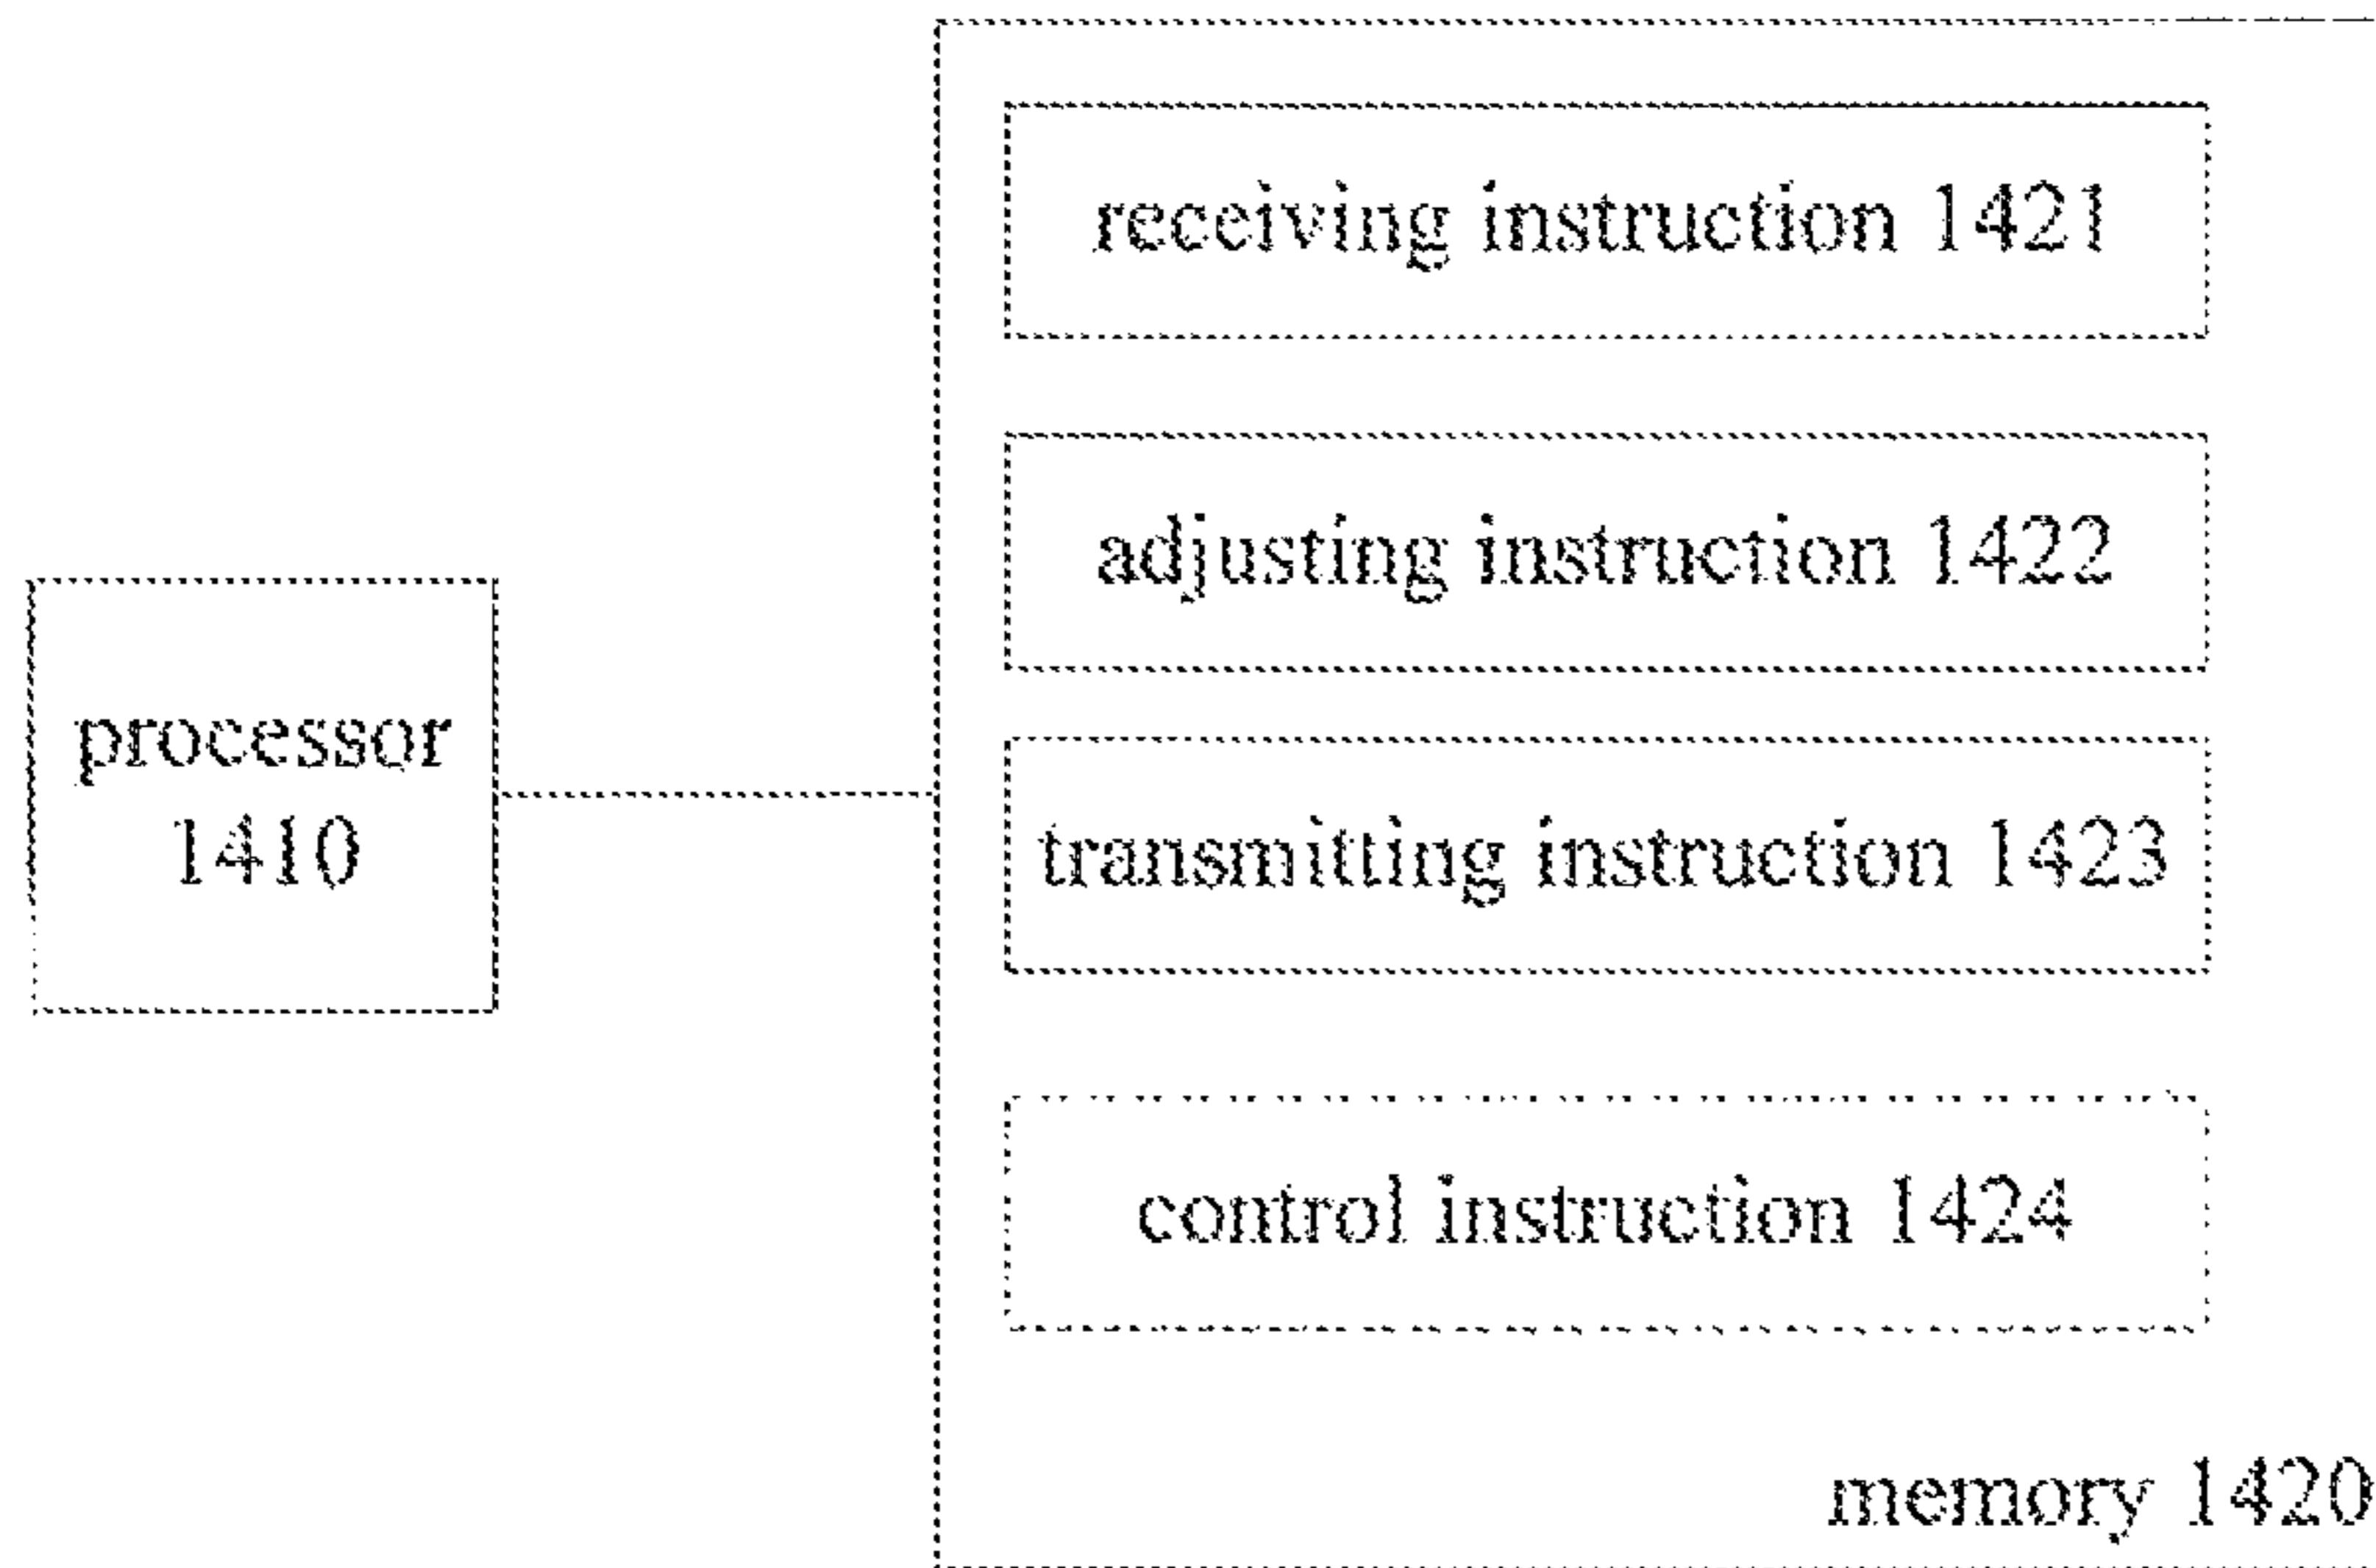 receiving instruction 1421
adjusting instruction 1422
processor
1410
transmitting instruction 1423
control instruction 1424
memory 1420